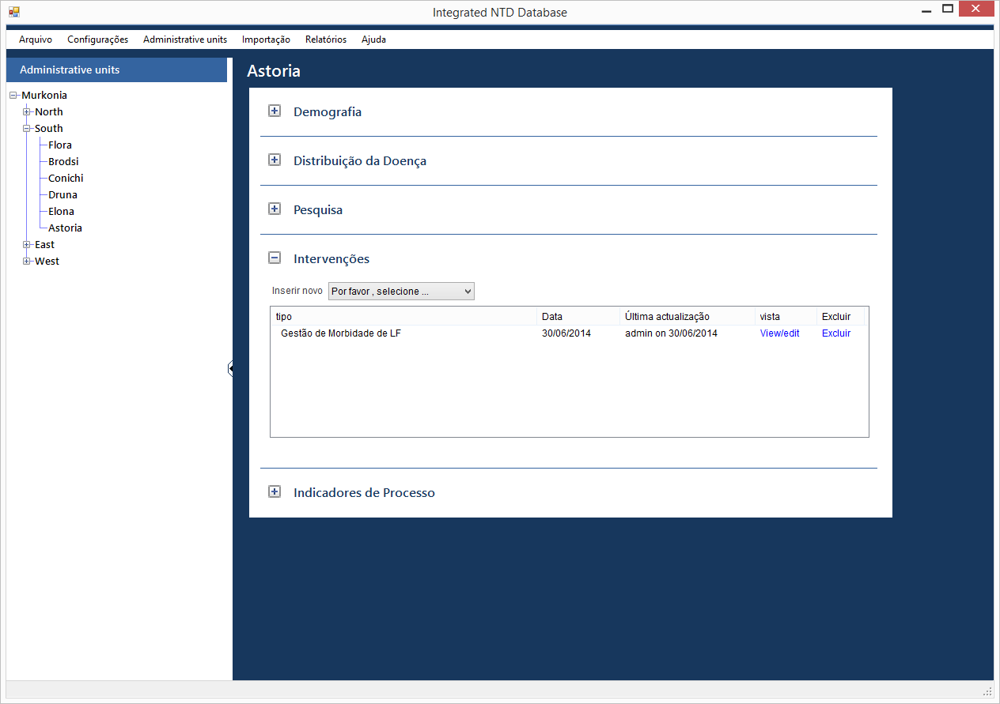 Integrated NTD Database
Arquivo Configurações Administrative units Importação Relatórios Ajuda
Administrative units
Murkonia
North
South
Flora
Brodsi
Conichi
Druna
Elona
Astoria
East
West
Astoria
Demografia
Distribuição da Doença
Pesquisa
Intervenções
Inserir novo Por favor , selecione ...
tipo Data Última actualização vista Excluir
Gestão de Morbidade de LF 30/06/2014 admin on 30/06/2014 View/edit Excluir
Indicadores de Processo